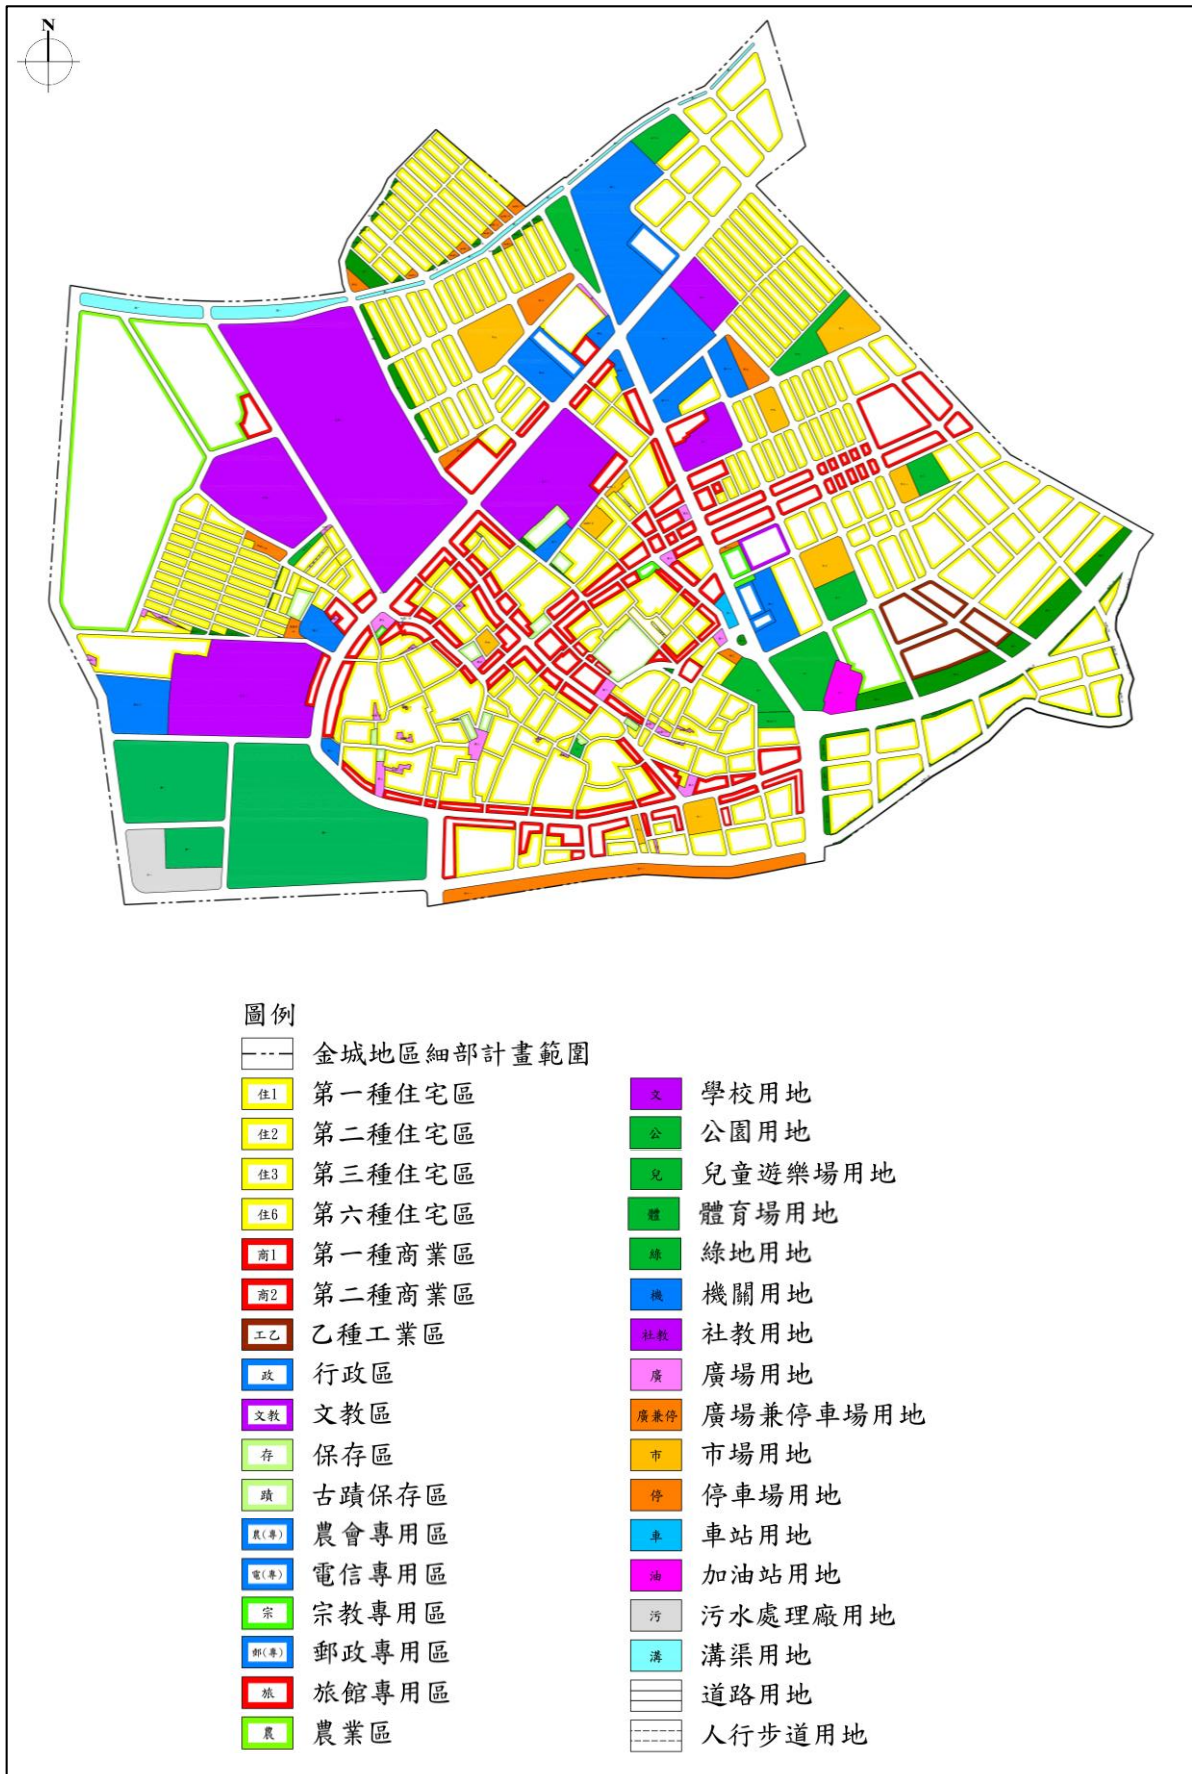 N
圖例
金城地區細部計畫範圍
住1 第一種住宅區
住2 第二種住宅區
住3 第三種住宅區
住6 第六種住宅區
商1 第一種商業區
商2 第二種商業區
工乙 乙種工業區
政 行政區
文教 文教區
存 保存區
蹟 古蹟保存區
農(專) 農會專用區
電(專) 電信專用區
宗 宗教專用區
郵(專) 郵政專用區
旅 旅館專用區
農 農業區
文 學校用地
公 公園用地
兒 兒童遊樂場用地
體 體育場用地
綠 綠地用地
機 機關用地
社教 社教用地
廣 廣場用地
廣兼停 廣場兼停車場用地
市 市場用地
停 停車場用地
車 車站用地
油 加油站用地
污 污水處理廠用地
溝 溝渠用地
道路用地
人行步道用地